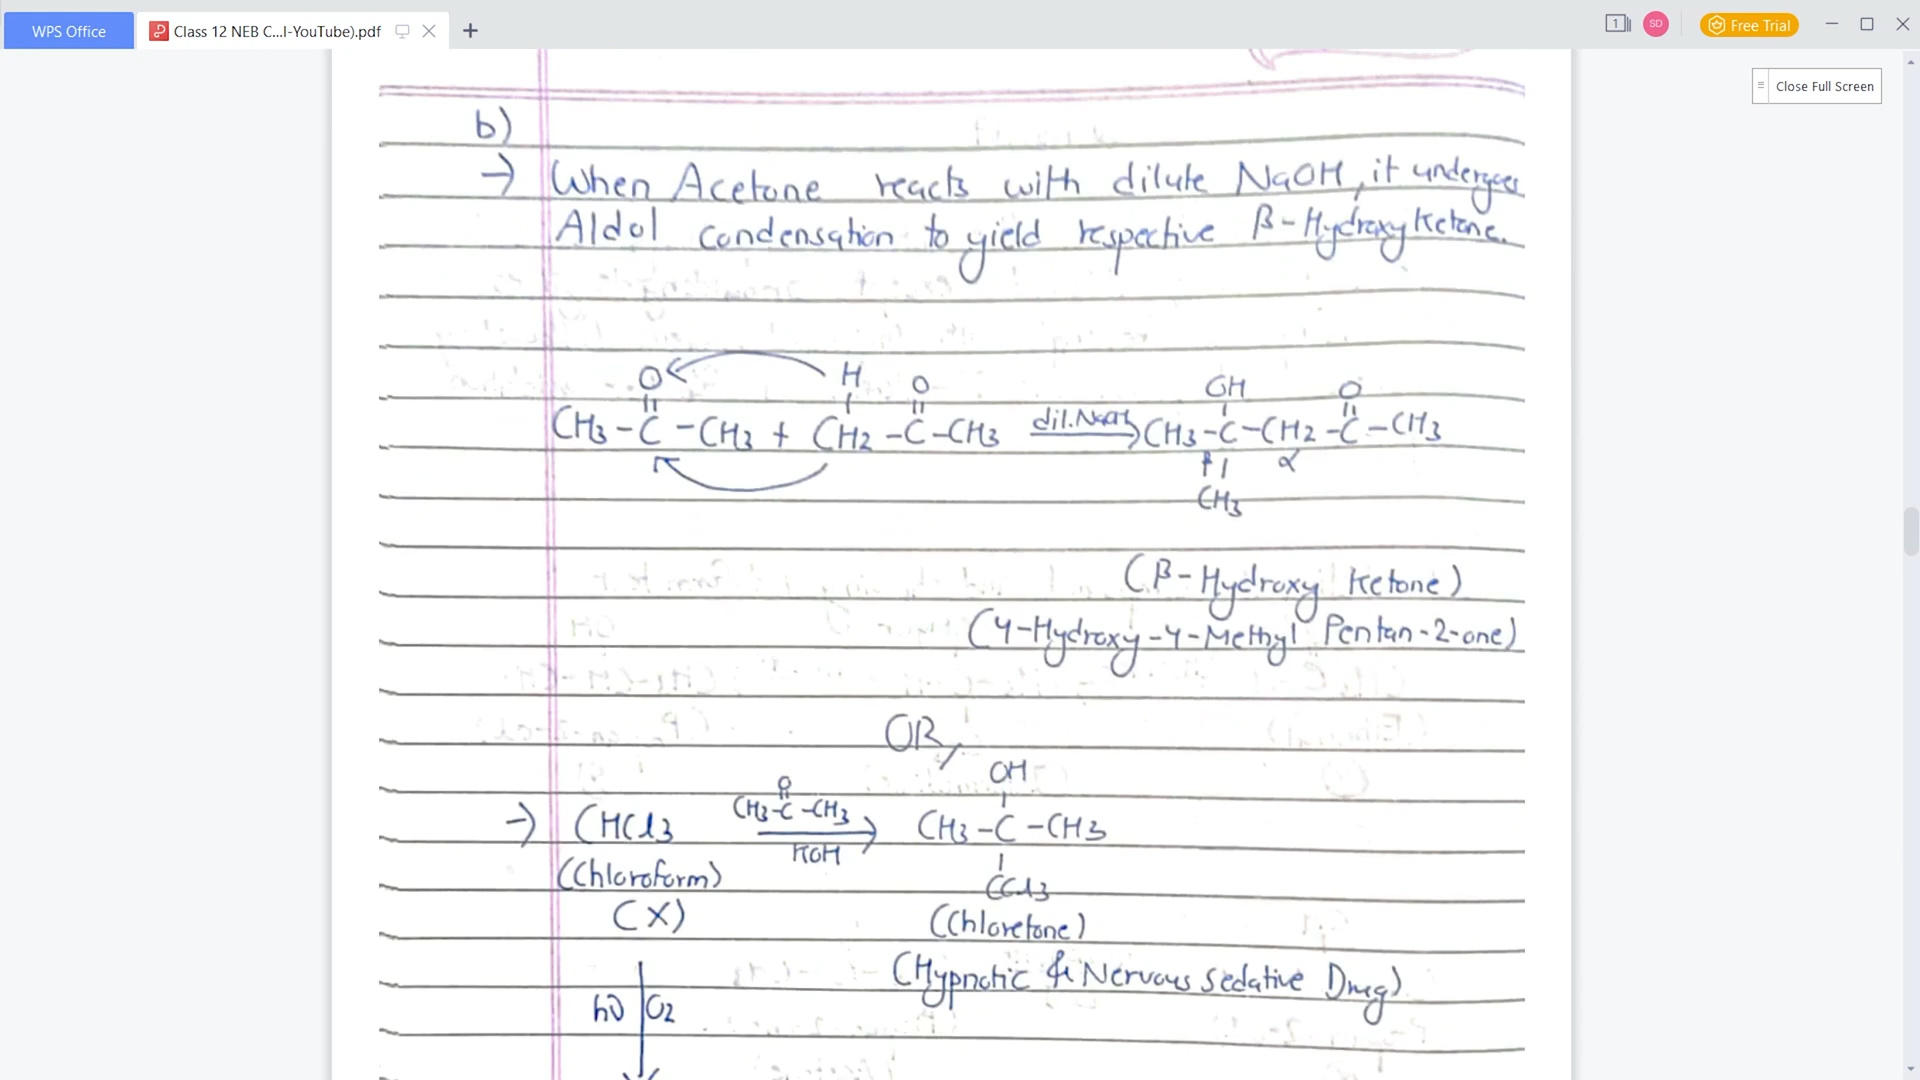 WPS Office
Class 12 NEB C...l-YouTube).pdf
1
SD
Free Trial
Close Full Screen
b)
→ When Acetone reacts with dilute NaOH, it undergoes
Aldol condensation to yield respective β-Hydroxy Ketone.
O H O OH O
CH3-C-CH3 + CH2-C-CH3 dil.NaOH CH3-C-CH2-C-CH3
β α
CH3
(β-Hydroxy Ketone)
(4-Hydroxy-4-Methyl Pentan-2-one)
OR,
O OH
→ CHCl3 CH3-C-CH3 CH3-C-CH3
KOH
(Chloroform) CCl3
(X) (Chloretone)
(Hypnotic & Nervous sedative Drug)
hν O2